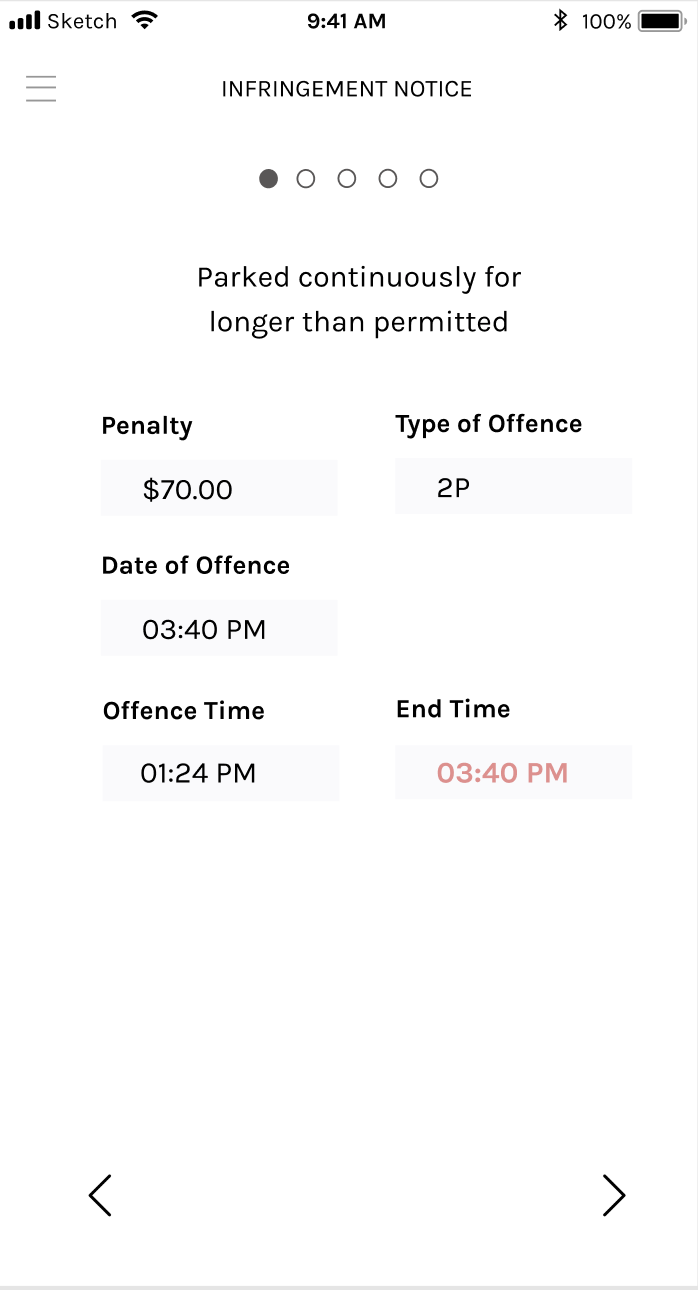 Sketch 9:41 AM 100%
INFRINGEMENT NOTICE
Parked continuously for
longer than permitted
Penalty
$70.00
Type of Offence
2P
Date of Offence
03:40 PM
Offence Time
01:24 PM
End Time
03:40 PM